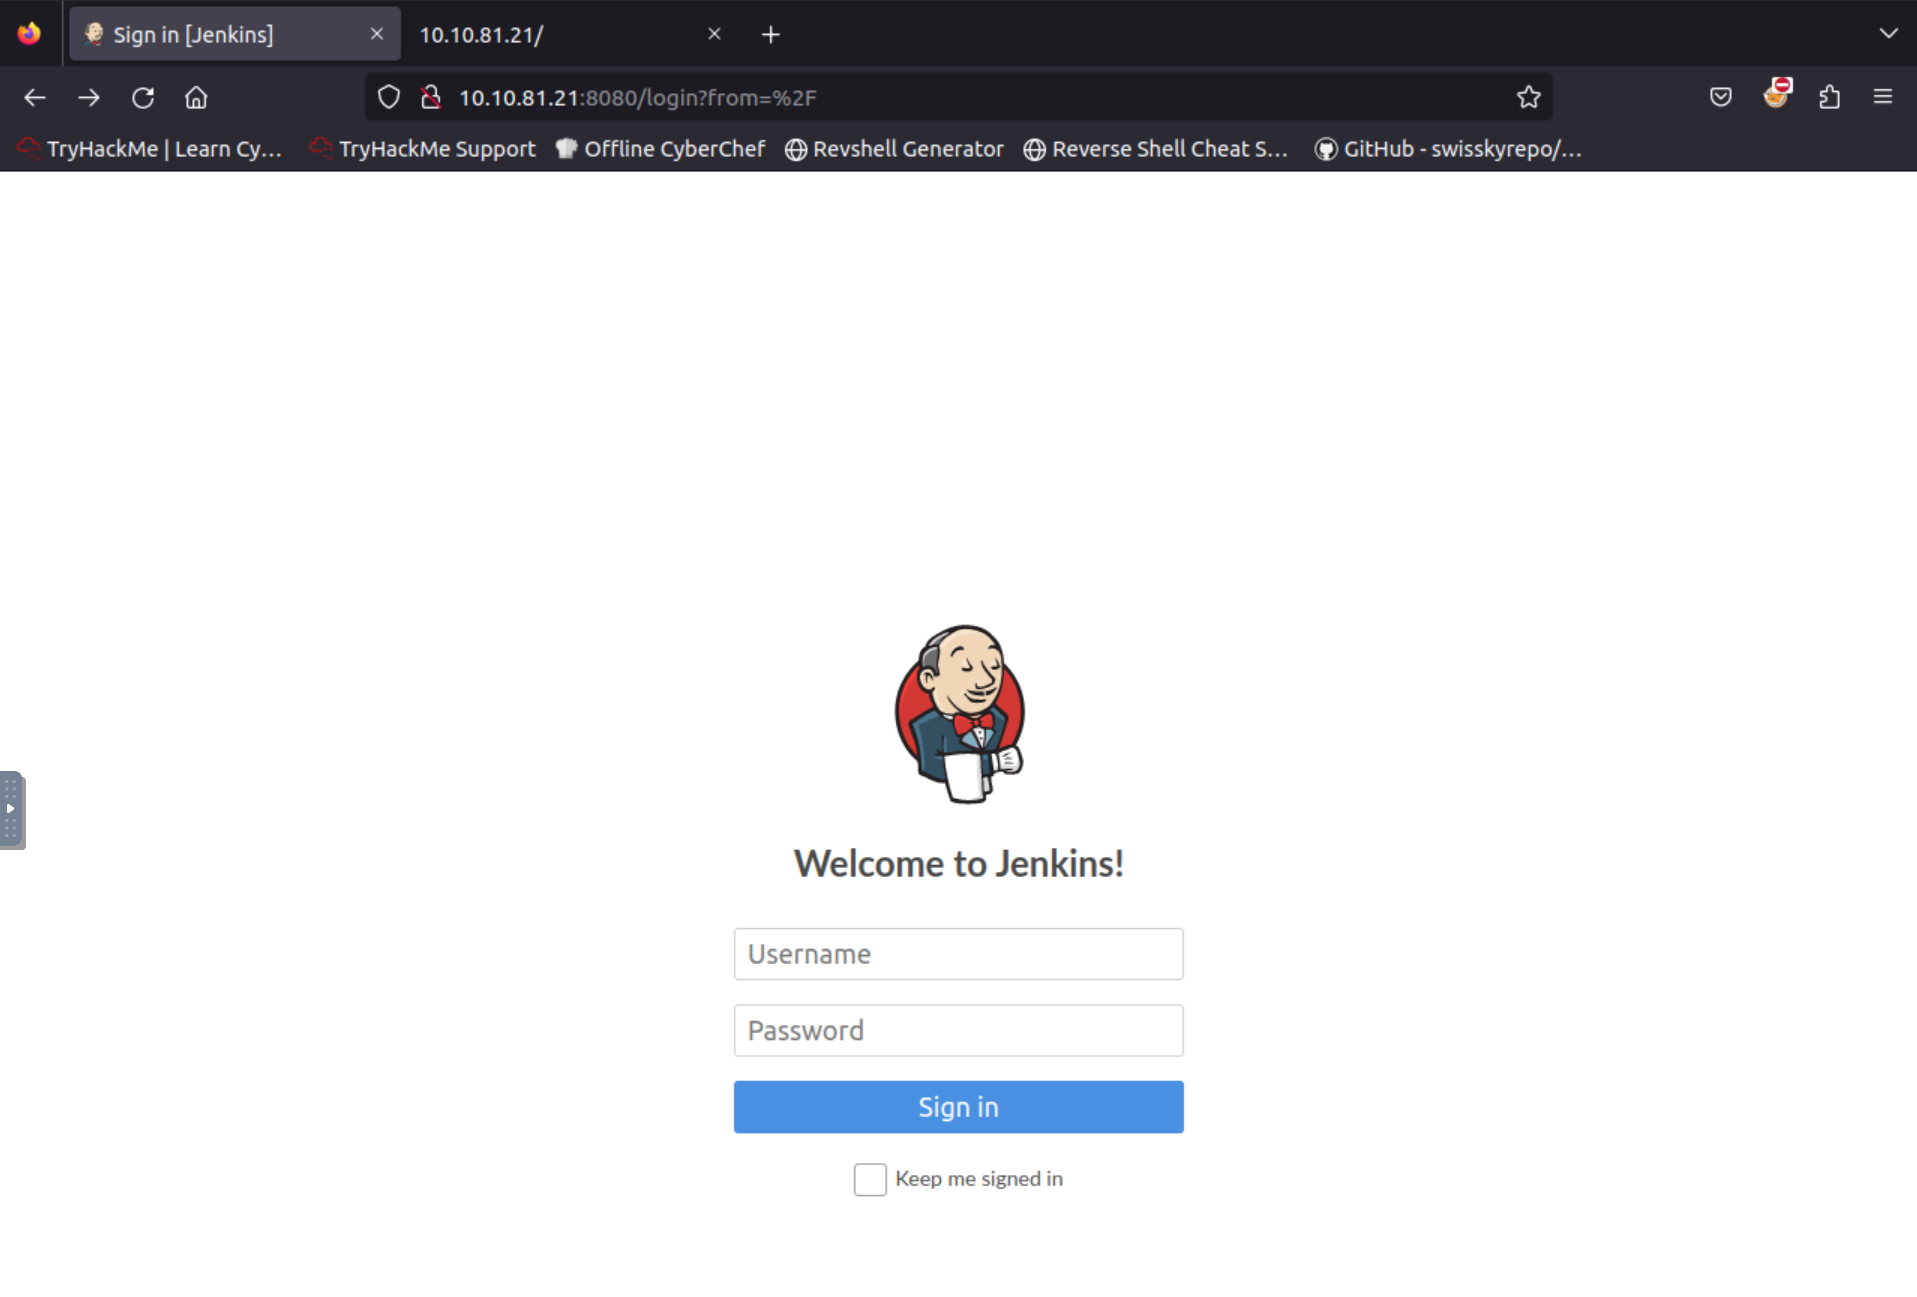 Sign in [Jenkins]
10.10.81.21/
10.10.81.21:8080/login?from=%2F
TryHackMe | Learn Cy...
TryHackMe Support
Offline CyberChef
Revshell Generator
Reverse Shell Cheat S...
GitHub - swisskyrepo/...
Welcome to Jenkins!
Username
Password
Sign in
Keep me signed in